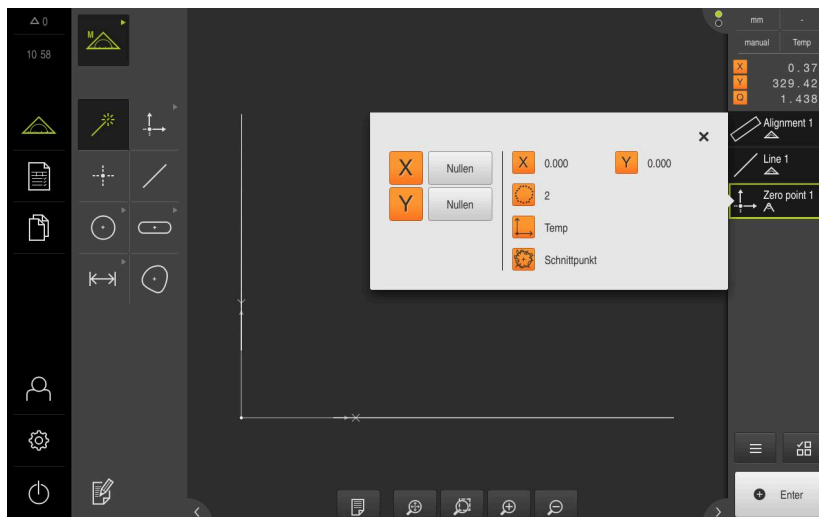 0
10 58
M
mm -
manual Temp
X 0.37
Y 329.42
Q 1.438
Alignment 1
Line 1
Zero point 1
X Nullen
Y Nullen
X 0.000 Y 0.000
2
Temp
Schnittpunkt
Y
X
Enter